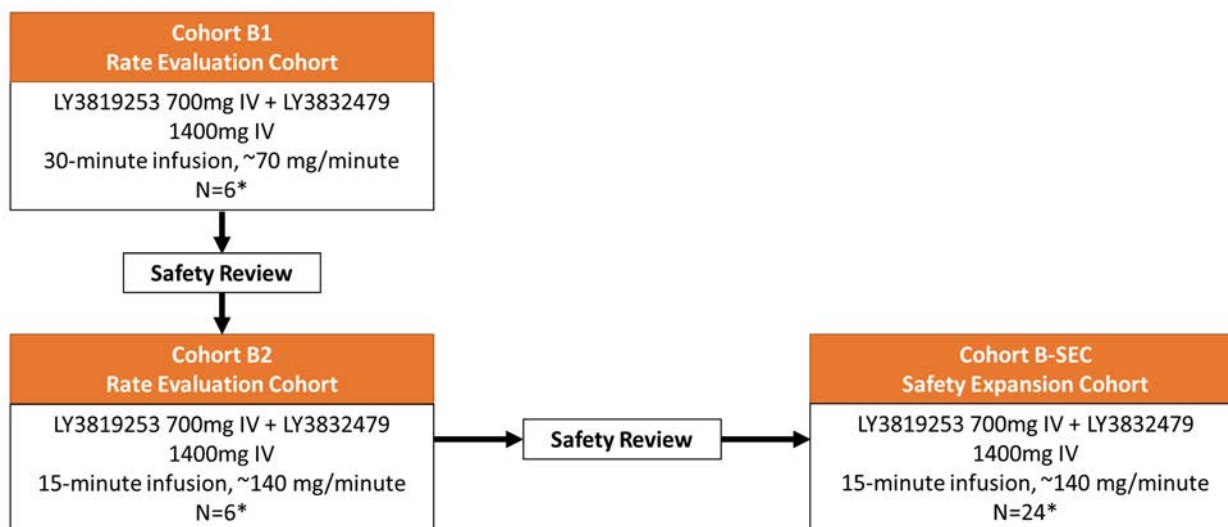 Cohort B1
Rate Evaluation Cohort
LY3819253 700mg IV + LY3832479
1400mg IV
30-minute infusion, ~70 mg/minute
N=6*
Safety Review
Cohort B2
Rate Evaluation Cohort
LY3819253 700mg IV + LY3832479
1400mg IV
15-minute infusion, ~140 mg/minute
N=6*
Safety Review
Cohort B-SEC
Safety Expansion Cohort
LY3819253 700mg IV + LY3832479
1400mg IV
15-minute infusion, ~140 mg/minute
N=24*